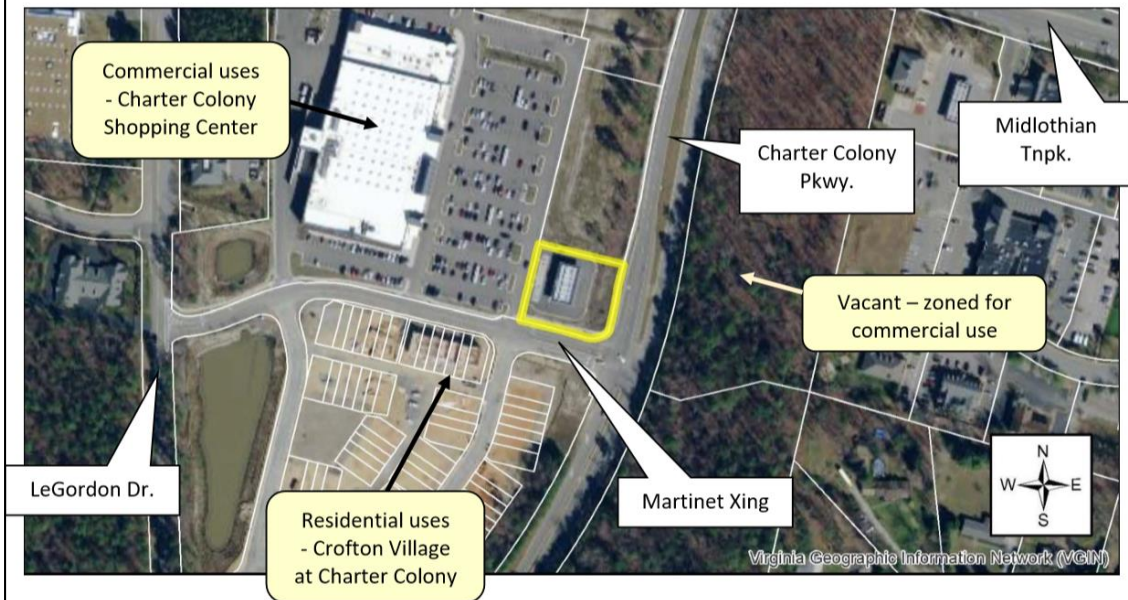 Commercial uses
- Charter Colony
Shopping Center
Midlothian
Tnpk.
Charter Colony
Pkwy.
Vacant – zoned for
commercial use
LeGordon Dr.
Residential uses
- Crofton Village
at Charter Colony
Martinet Xing
N
W E
S
Virginia Geographic Information Network (VGIN)